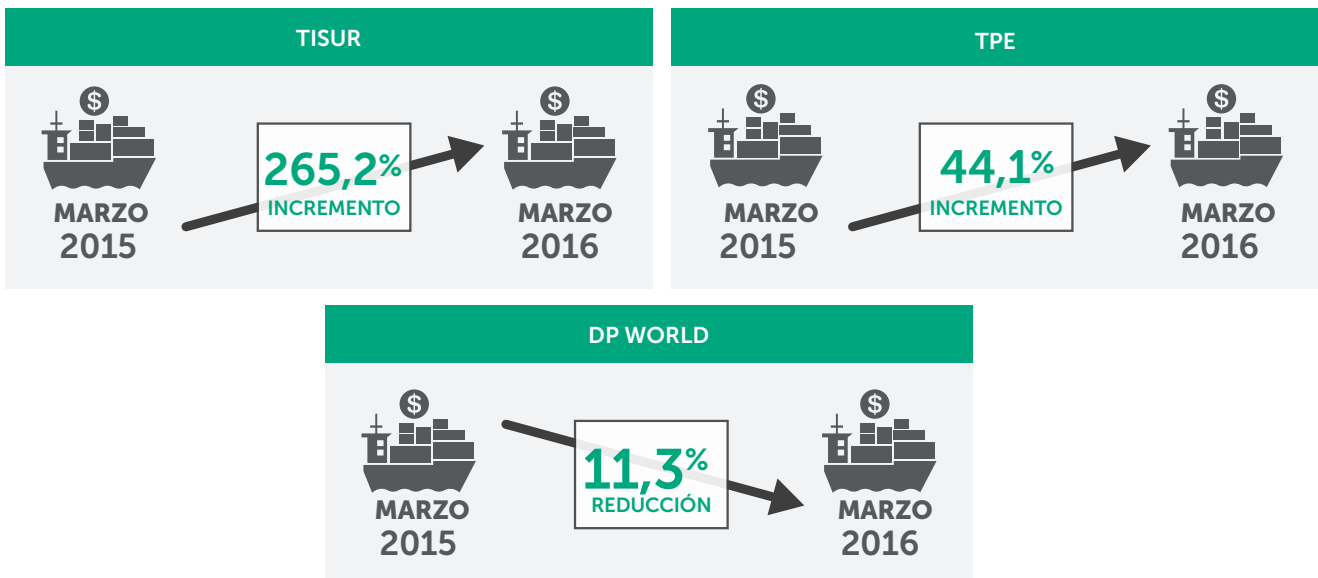 TISUR
$
$
265,2%
INCREMENTO
MARZO
2015
MARZO
2016
TPE
$
$
44,1%
INCREMENTO
MARZO
2015
MARZO
2016
DP WORLD
$
$
11,3%
REDUCCIÓN
MARZO
2015
MARZO
2016